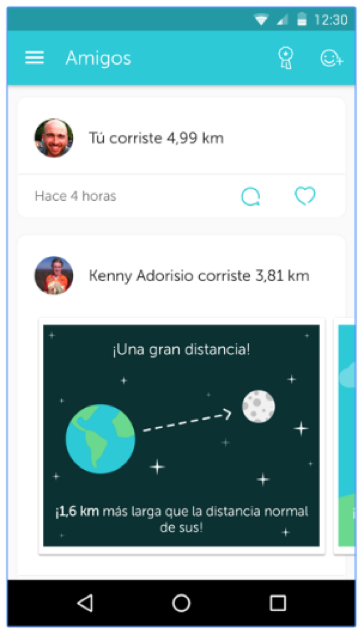 12:30
Amigos
Tú corriste 4,99 km
Hace 4 horas
Kenny Adorisio corriste 3,81 km
¡Una gran distancia!
¡1,6 km más larga que la distancia normal
de sus!